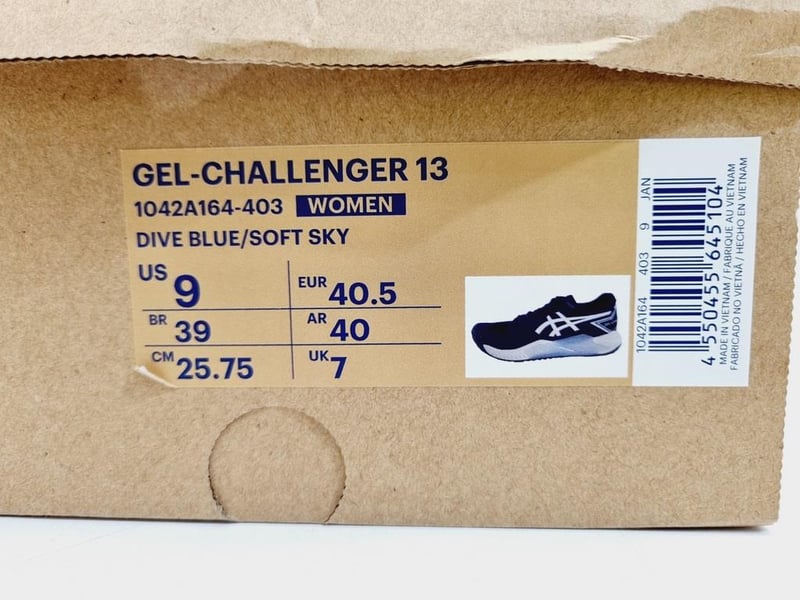 GEL-CHALLENGER 13
1042A164-403 WOMEN
DIVE BLUE/SOFT SKY
US 9 EUR 40.5
BR 39 AR 40
CM 25.75 UK 7
1042A164 403 9 JAN
4 550455 645104
MADE IN VIETNAM / FABRIQUE AU VIETNAM
FABRICADO NO VIETNÃ / HECHO EN VIETNAM